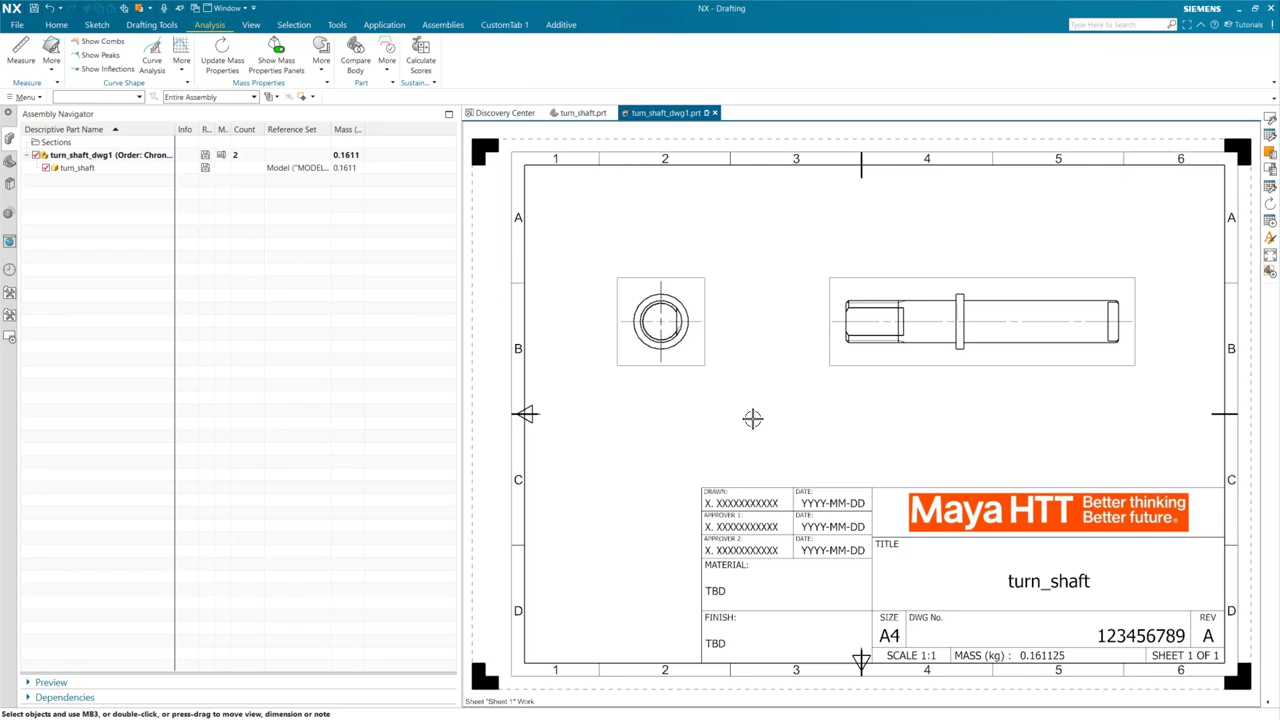 NX Window NX - Drafting SIEMENS
File Home Sketch Drafting Tools Analysis View Selection Tools Application Assemblies CustomTab 1 Additive Type Here to Search Tutorials
Show Combs
Show Peaks
Show Inflections
Measure More Curve Analysis More Update Mass Properties Show Mass Properties Panels More Compare Body More Calculate Scores
Measure Curve Shape Mass Properties Part Sustain...
Menu Entire Assembly
Assembly Navigator
Discovery Center turn_shaft.prt turn_shaft_dwg1.prt
Descriptive Part Name Info R... M. Count Reference Set Mass (...
Sections
turn_shaft_dwg1 (Order: Chron... 2 0.1611
turn_shaft Model ("MODEL... 0.1611
1 2 3 4 5 6
A A
B B
C C
D D
DRAWN: DATE:
X. XXXXXXXXXXX YYYY-MM-DD
APPROVER 1: DATE:
X. XXXXXXXXXXX YYYY-MM-DD
APPROVER 2: DATE:
X. XXXXXXXXXXX YYYY-MM-DD
MATERIAL:
TBD
FINISH:
TBD
Maya HTT Better thinking
Better future.®
TITLE
turn_shaft
SIZE DWG No. REV
A4 123456789 A
SCALE 1:1 MASS (kg) : 0.161125 SHEET 1 OF 1
1 2 3 4 5 6
Preview
Dependencies
Sheet "Sheet 1" Work
Select objects and use MB3, or double-click, or press-drag to move view, dimension or note